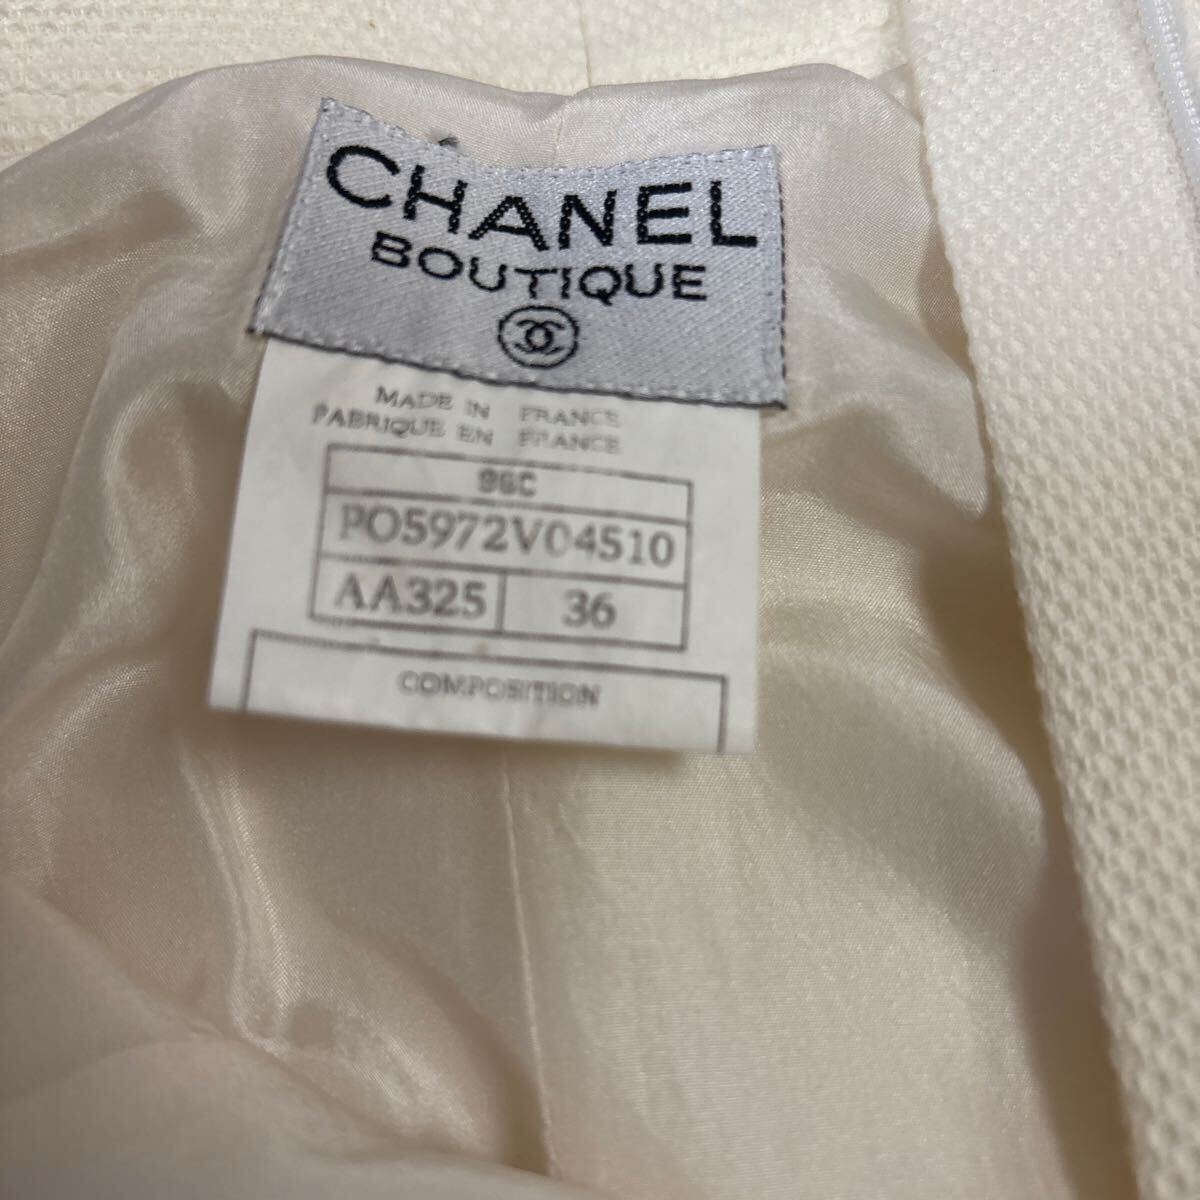 CHANEL
BOUTIQUE
MADE IN FRANCE
FABRIQUE EN FRANCE
96C
PO5972V04510
AA325 36
COMPOSITION